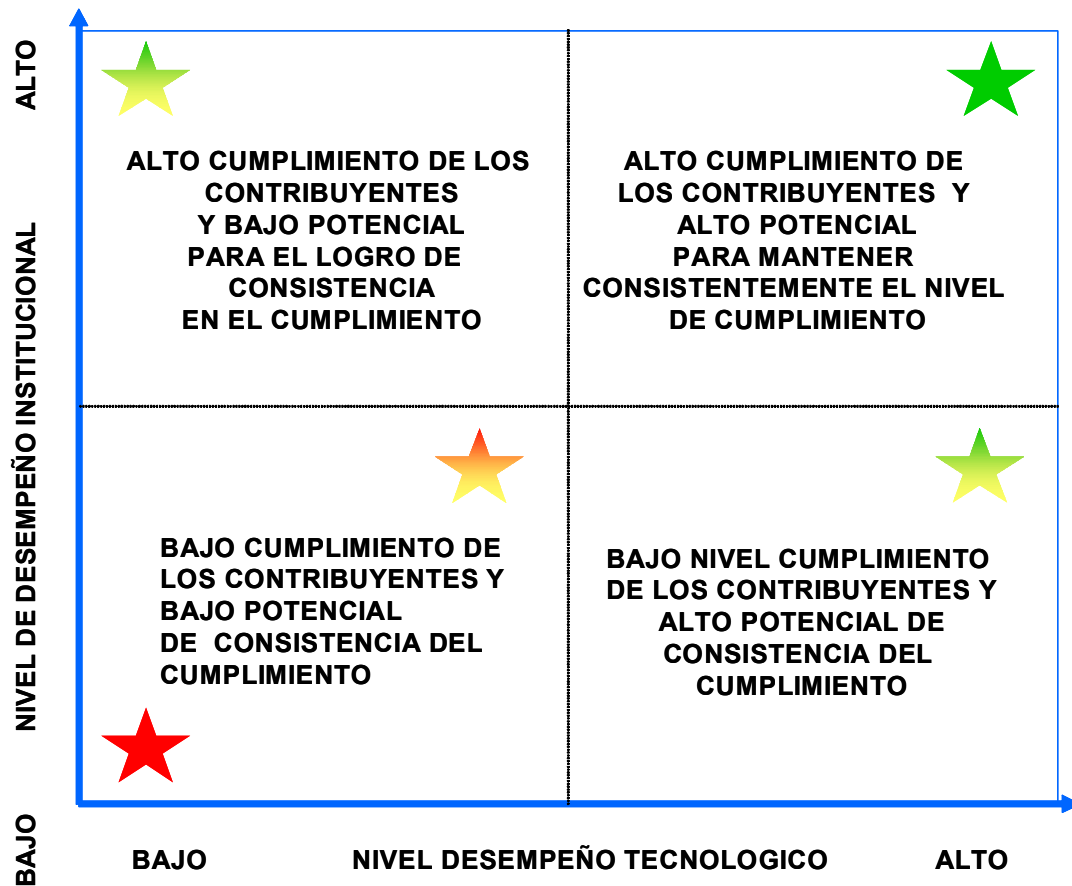 ALTO
NIVEL DE DESEMPEÑO INSTITUCIONAL
BAJO
ALTO CUMPLIMIENTO DE LOS
CONTRIBUYENTES
Y BAJO POTENCIAL
PARA EL LOGRO DE
CONSISTENCIA
EN EL CUMPLIMIENTO
ALTO CUMPLIMIENTO DE
LOS CONTRIBUYENTES Y
ALTO POTENCIAL
PARA MANTENER
CONSISTENTEMENTE EL NIVEL
DE CUMPLIMIENTO
BAJO CUMPLIMIENTO DE
LOS CONTRIBUYENTES Y
BAJO POTENCIAL
DE CONSISTENCIA DEL
CUMPLIMIENTO
BAJO NIVEL CUMPLIMIENTO
DE LOS CONTRIBUYENTES Y
ALTO POTENCIAL DE
CONSISTENCIA DEL
CUMPLIMIENTO
BAJO
NIVEL DESEMPEÑO TECNOLOGICO
ALTO